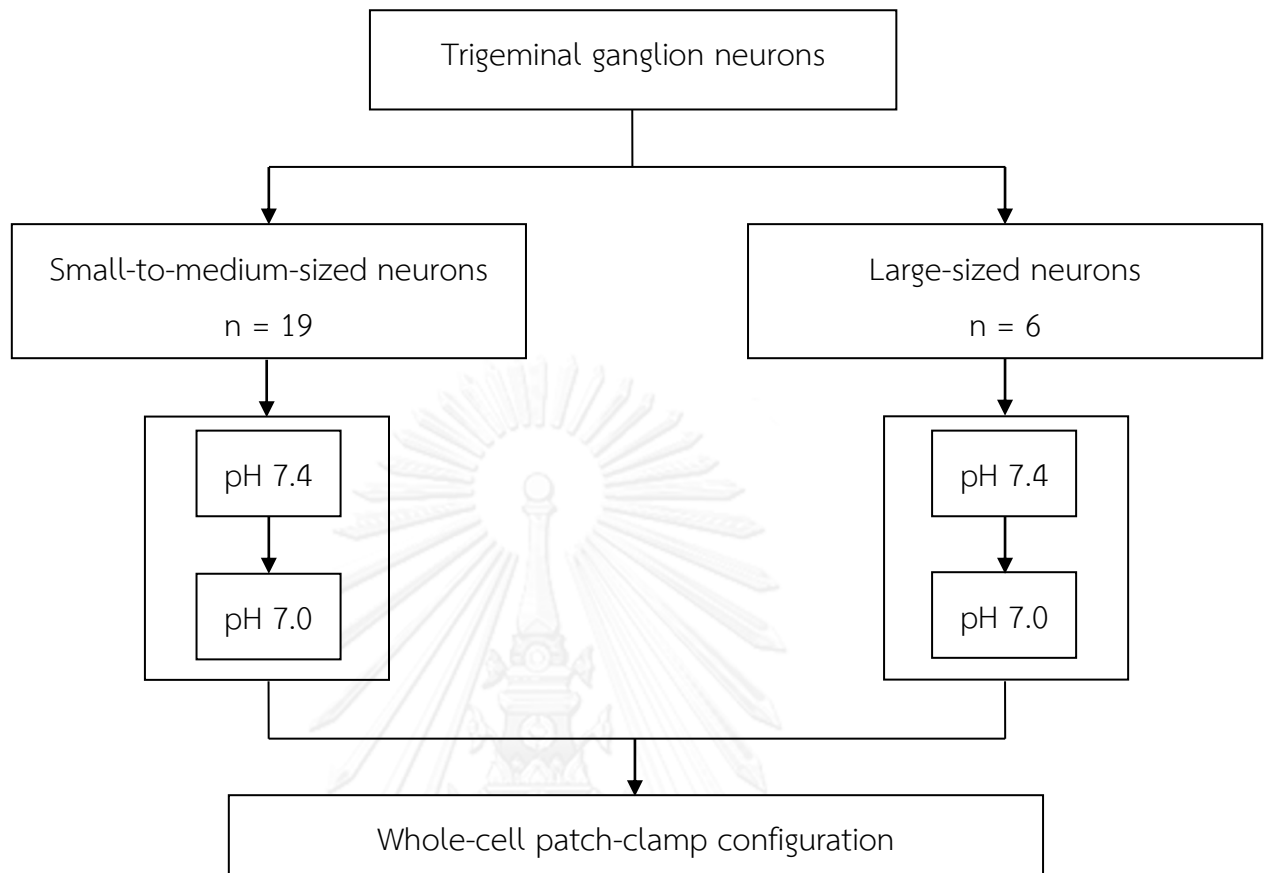 Trigeminal ganglion neurons
Small-to-medium-sized neurons
n = 19
Large-sized neurons
n = 6
pH 7.4
pH 7.0
pH 7.4
pH 7.0
Whole-cell patch-clamp configuration